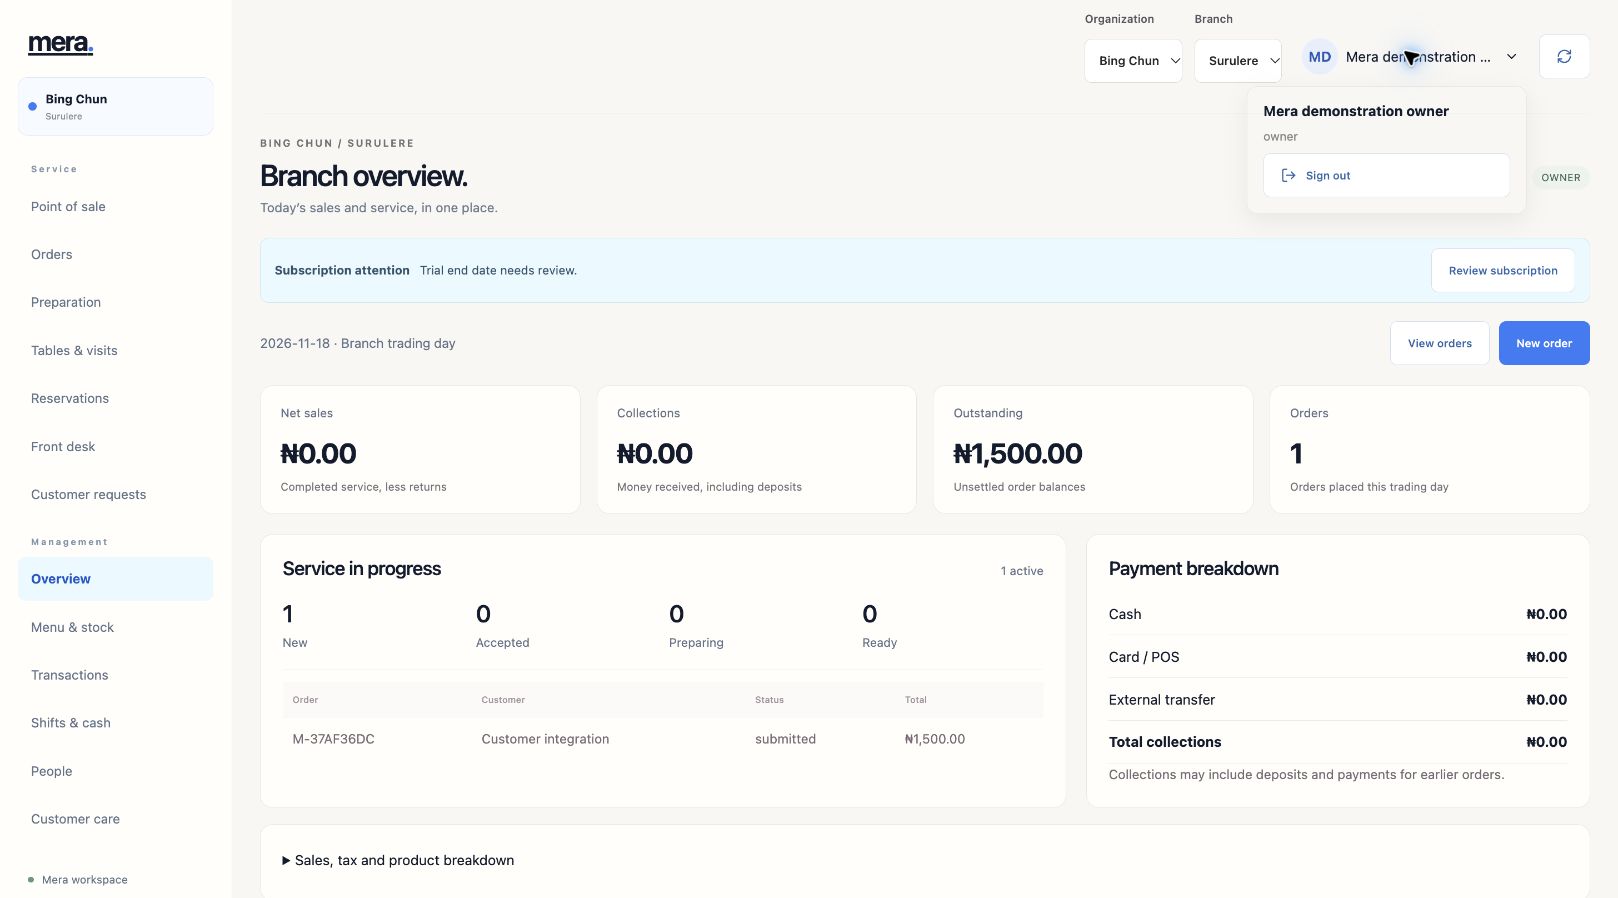 mera.
Bing Chun
Surulere
Service
Point of sale
Orders
Preparation
Tables & visits
Reservations
Front desk
Customer requests
Management
Overview
Menu & stock
Transactions
Shifts & cash
People
Customer care
Mera workspace
Organization
Bing Chun
Branch
Surulere
MD
Mera demonstration ...
Mera demonstration owner
owner
Sign out
BING CHUN / SURULERE
Branch overview.
Today's sales and service, in one place.
OWNER
Subscription attention Trial end date needs review.
Review subscription
2026-11-18 · Branch trading day
View orders
New order
Net sales
₦0.00
Completed service, less returns
Collections
₦0.00
Money received, including deposits
Outstanding
₦1,500.00
Unsettled order balances
Orders
1
Orders placed this trading day
Service in progress
1 active
1
New
0
Accepted
0
Preparing
0
Ready
Order Customer Status Total
M-37AF36DC Customer integration submitted ₦1,500.00
Payment breakdown
Cash ₦0.00
Card / POS ₦0.00
External transfer ₦0.00
Total collections ₦0.00
Collections may include deposits and payments for earlier orders.
Sales, tax and product breakdown